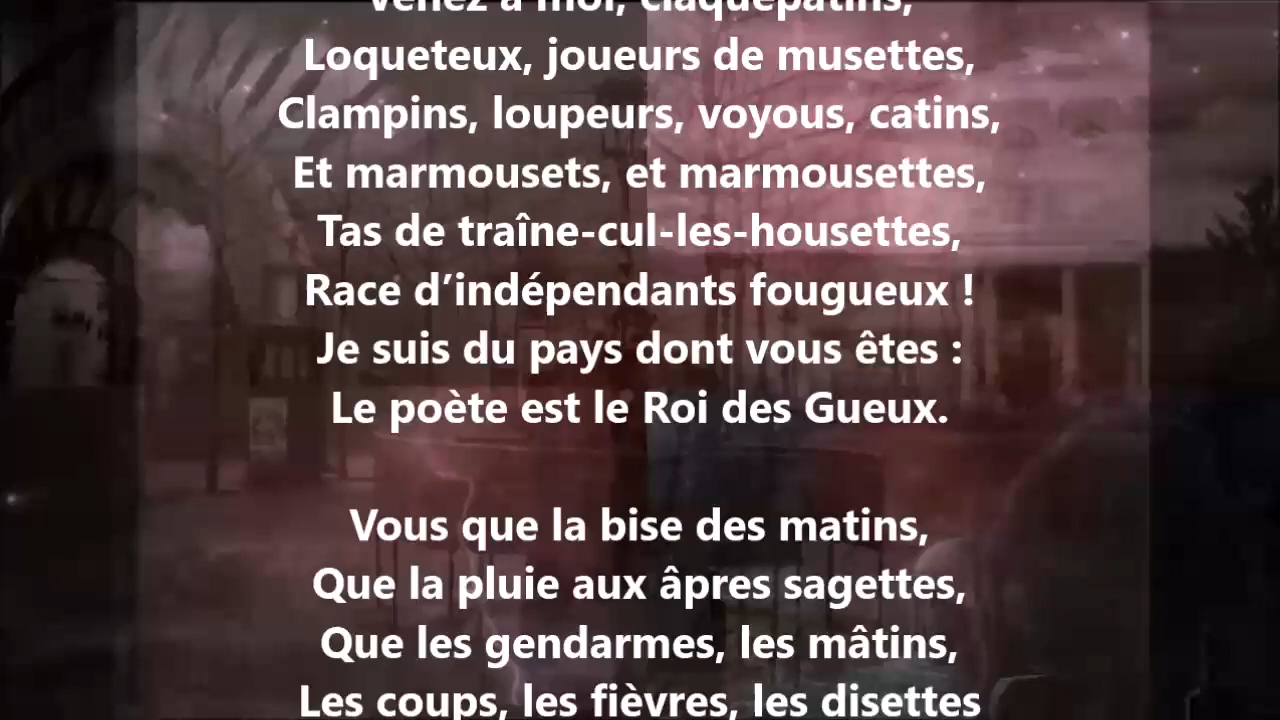 Venez à moi, claquepatins,
Loqueteux, joueurs de musettes,
Clampins, loupeurs, voyous, catins,
Et marmousets, et marmousettes,
Tas de traîne-cul-les-housettes,
Race d’indépendants fougueux !
Je suis du pays dont vous êtes :
Le poète est le Roi des Gueux.
Vous que la bise des matins,
Que la pluie aux âpres sagettes,
Que les gendarmes, les mâtins,
Les coups, les fièvres, les disettes